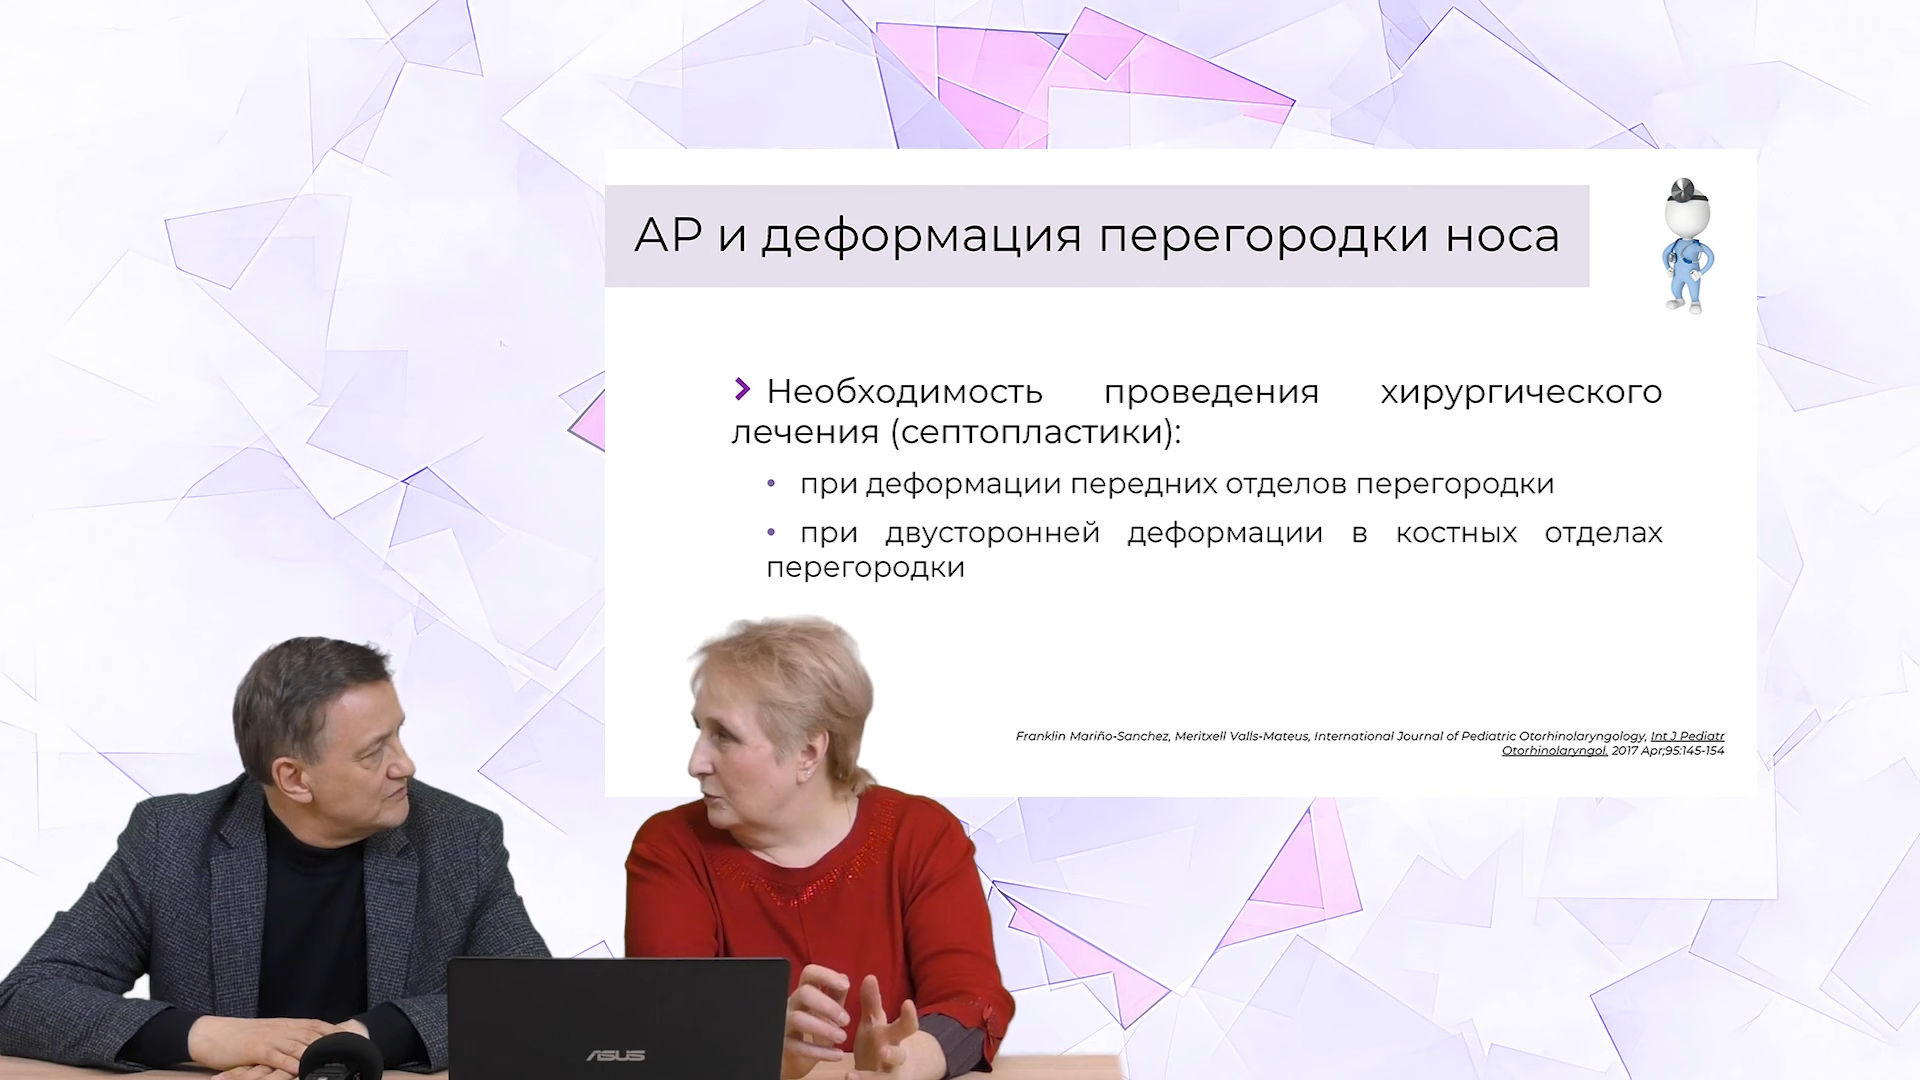 АР и деформация перегородки носа
Необходимость проведения хирургического
лечения (септопластики):
• при деформации передних отделов перегородки
• при двусторонней деформации в костных отделах
перегородки
Franklin Mariño-Sanchez, Meritxell Valls-Mateus, International Journal of Pediatric Otorhinolaryngology, Int J Pediatr
Otorhinolaryngol. 2017 Apr;95:145-154
ASUS